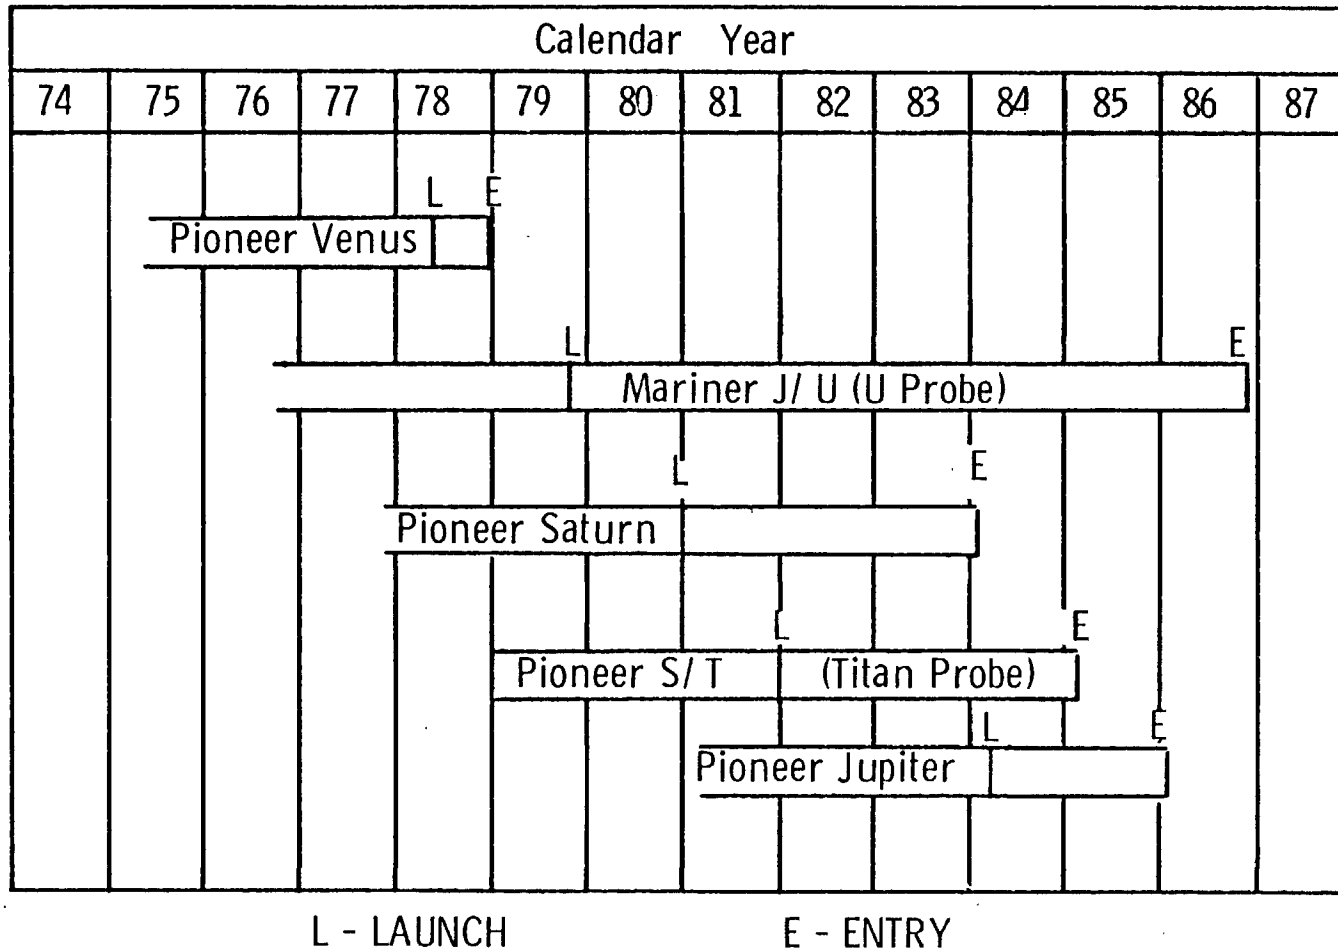 Calendar Year
74 75 76 77 78 79 80 81 82 83 84 85 86 87
L E
Pioneer Venus
L E
Mariner J/ U (U Probe)
L E
Pioneer Saturn
L E
Pioneer S/ T (Titan Probe)
L E
Pioneer Jupiter
L - LAUNCH E - ENTRY